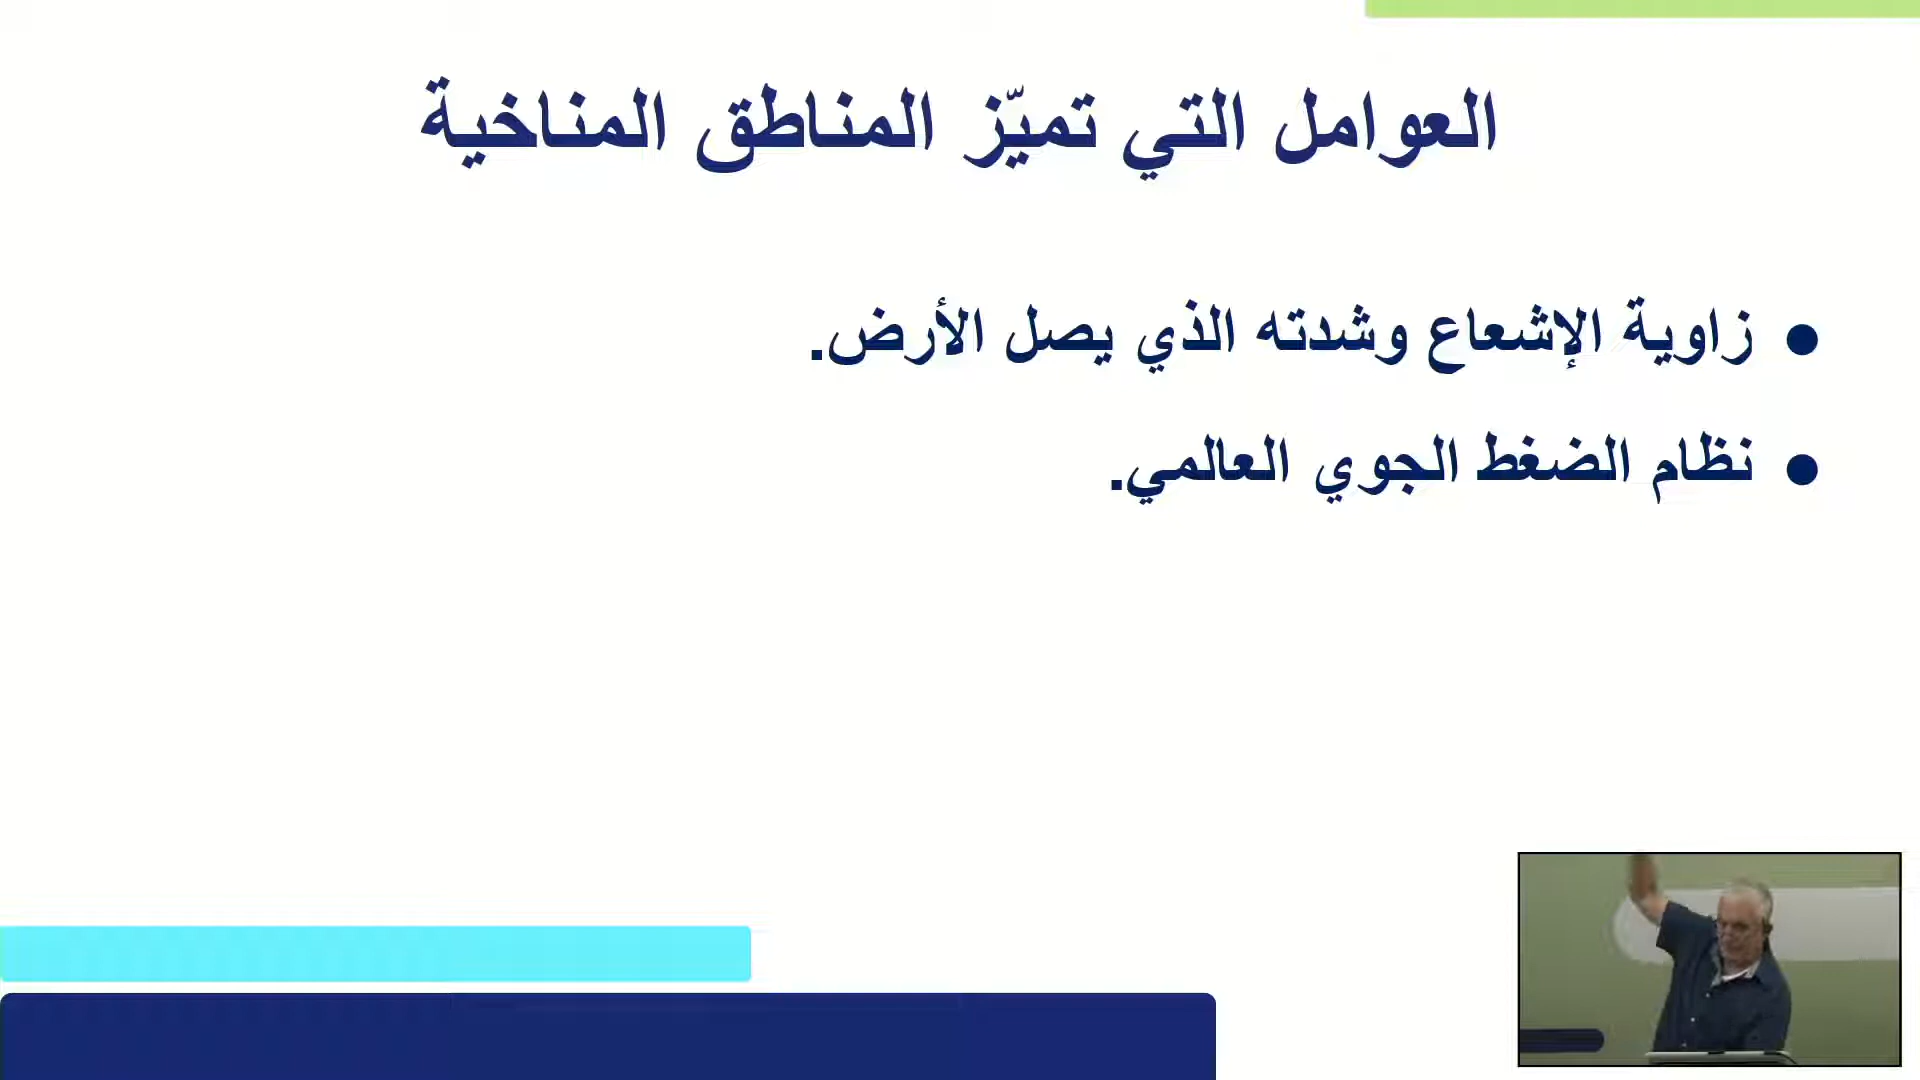 العوامل التي تميّز المناطق المناخية
● زاوية الإشعاع وشدته الذي يصل الأرض.
● نظام الضغط الجوي العالمي.